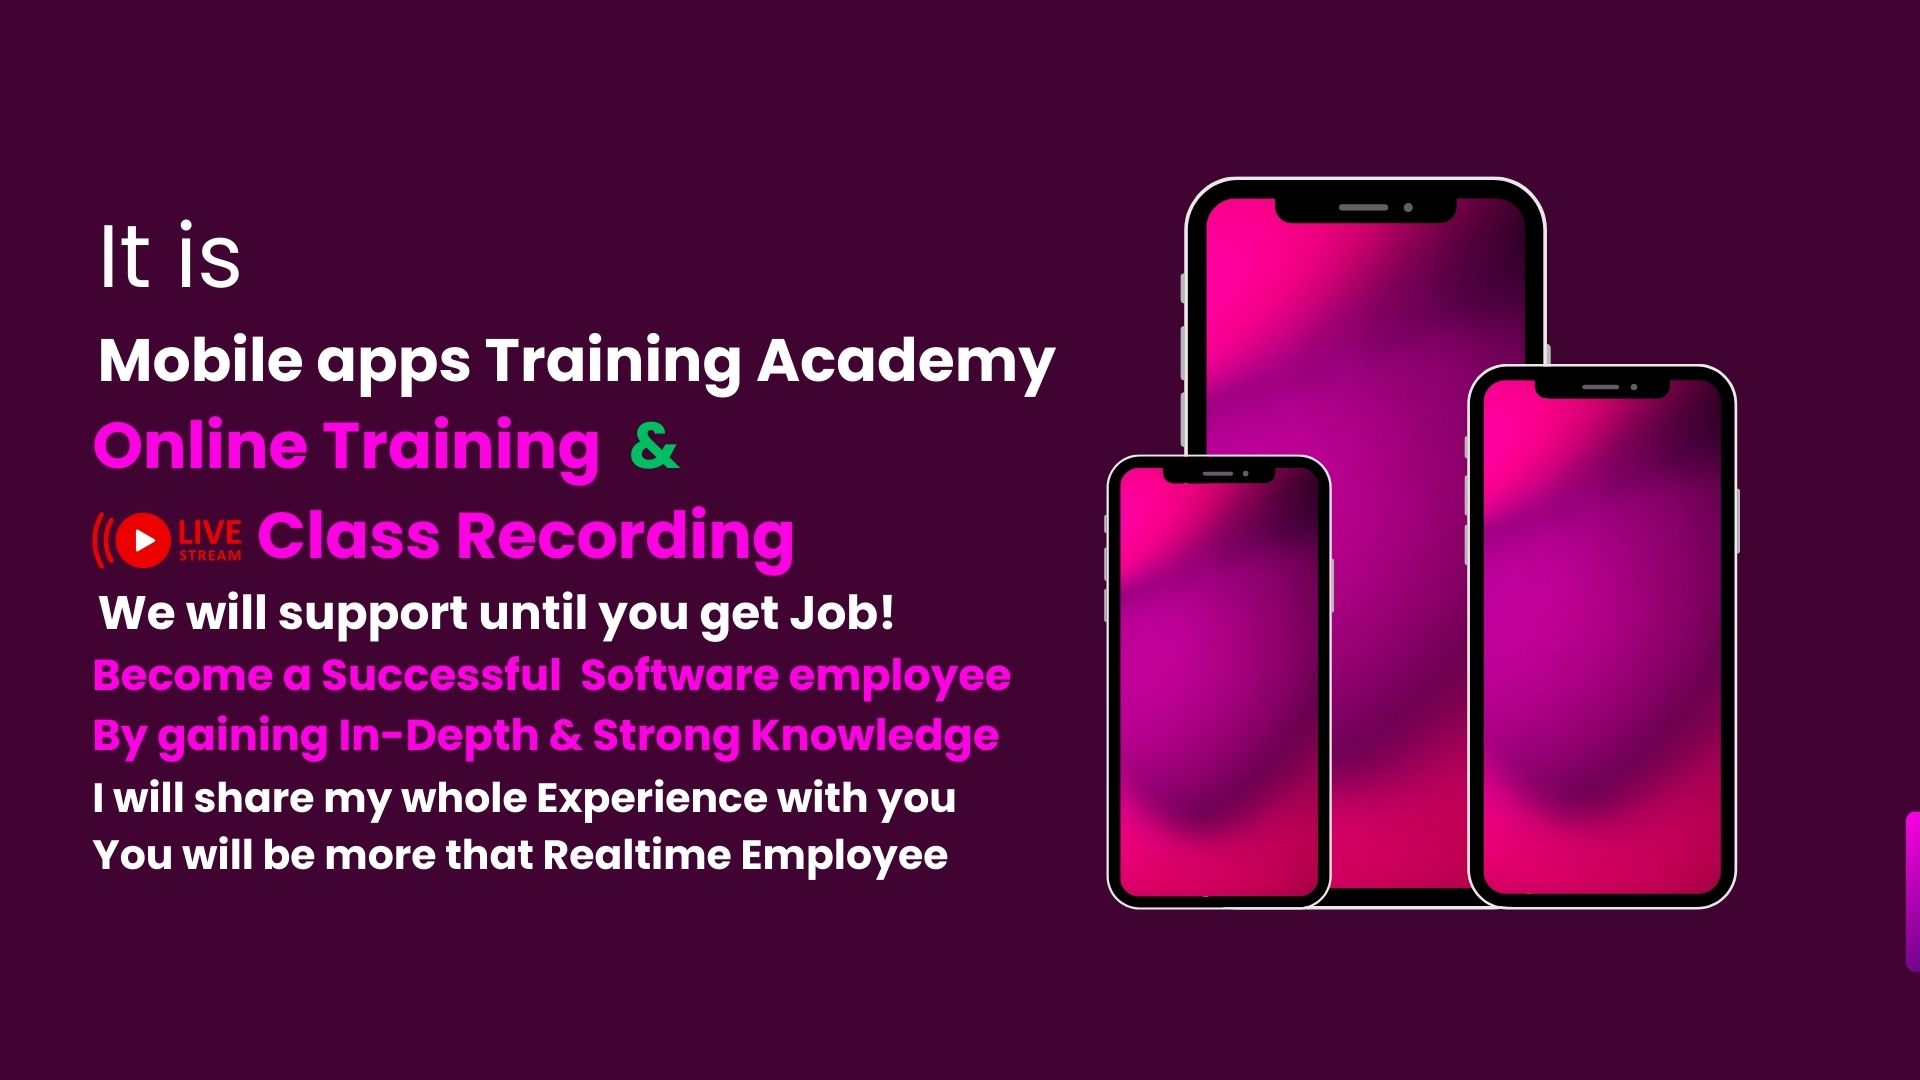 It is
Mobile apps Training Academy
Online Training &
LIVE STREAM Class Recording
We will support until you get Job!
Become a Successful Software employee
By gaining In-Depth & Strong Knowledge
I will share my whole Experience with you
You will be more that Realtime Employee